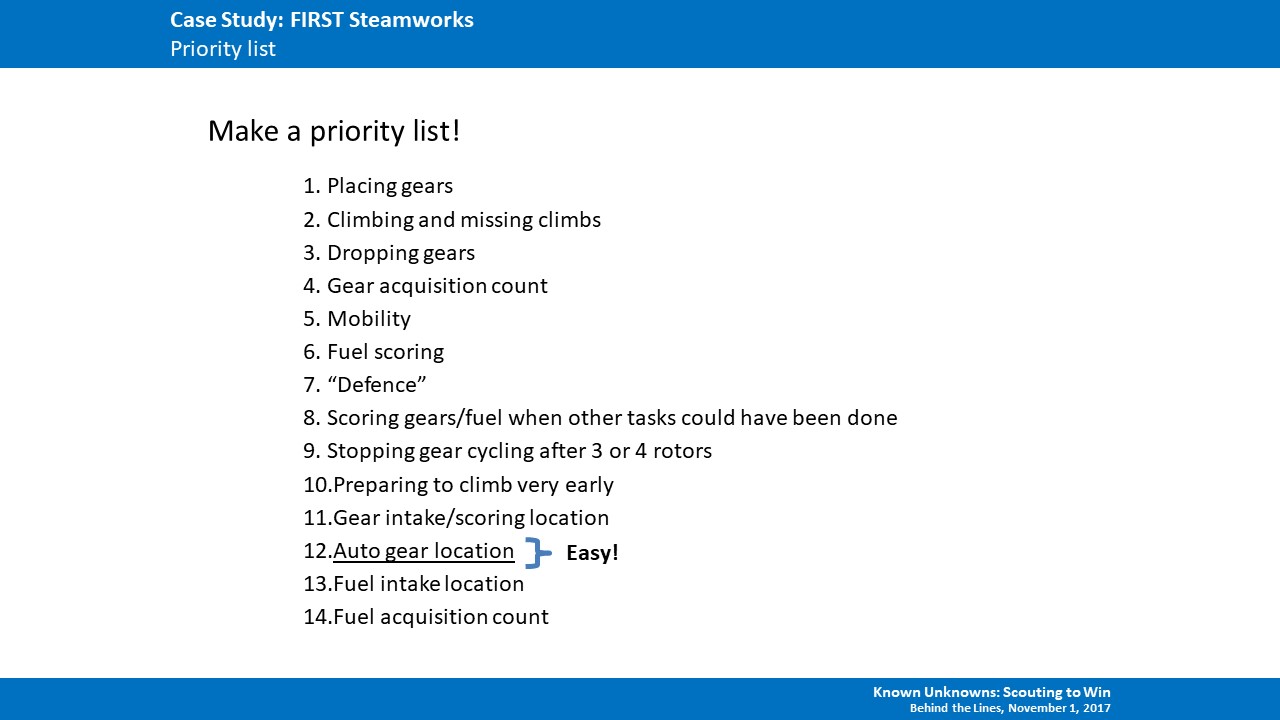 Case Study: FIRST Steamworks
Priority list
Make a priority list!
1. Placing gears
2. Climbing and missing climbs
3. Dropping gears
4. Gear acquisition count
5. Mobility
6. Fuel scoring
7. “Defence”
8. Scoring gears/fuel when other tasks could have been done
9. Stopping gear cycling after 3 or 4 rotors
10.Preparing to climb very early
11.Gear intake/scoring location
12.Auto gear location Easy!
13.Fuel intake location
14.Fuel acquisition count
Known Unknowns: Scouting to Win
Behind the Lines, November 1, 2017